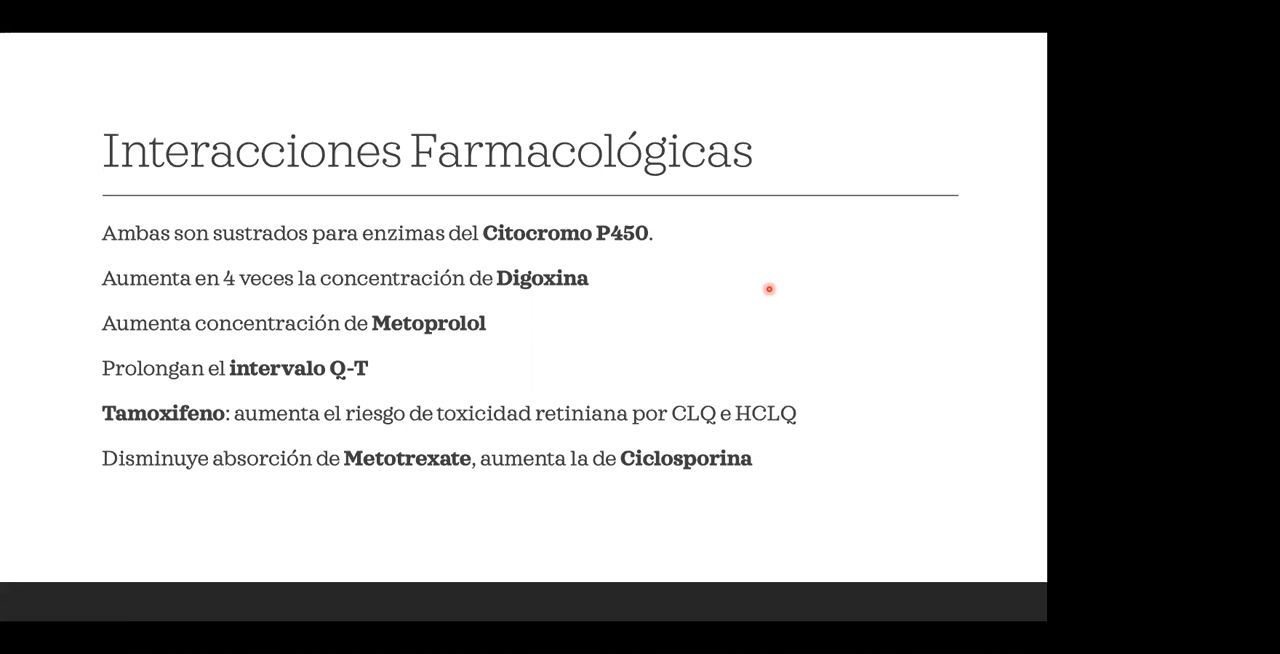 Interacciones Farmacológicas
Ambas son sustrados para enzimas del Citocromo P450.
Aumenta en 4 veces la concentración de Digoxina
Aumenta concentración de Metoprolol
Prolongan el intervalo Q-T
Tamoxifeno: aumenta el riesgo de toxicidad retiniana por CLQ e HCLQ
Disminuye absorción de Metotrexate, aumenta la de Ciclosporina